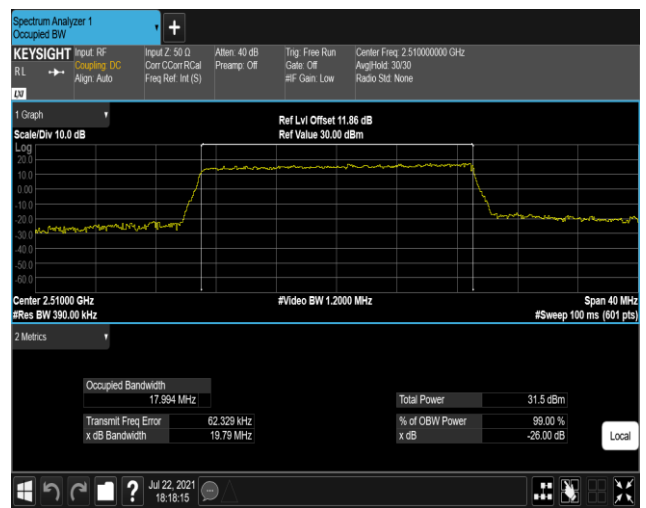 Spectrum Analyzer 1
Occupied BW
+
KEYSIGHT
RL
LXI
Input: RF
Coupling: DC
Align: Auto
Input Z: 50 Ω
Corr CCorr RCal
Freq Ref: Int (S)
Atten: 40 dB
Preamp: Off
Trig: Free Run
Gate: Off
#IF Gain: Low
Center Freq: 2.510000000 GHz
Avg|Hold: 30/30
Radio Std: None
1 Graph
Scale/Div 10.0 dB
Ref Lvl Offset 11.86 dB
Ref Value 30.00 dBm
Log
20.0
10.0
0.00
-10.0
-20.0
-30.0
-40.0
-50.0
-60.0
Center 2.51000 GHz
#Res BW 390.00 kHz
#Video BW 1.2000 MHz
Span 40 MHz
#Sweep 100 ms (601 pts)
2 Metrics
Occupied Bandwidth
17.994 MHz
Transmit Freq Error 62.329 kHz
x dB Bandwidth 19.79 MHz
Total Power 31.5 dBm
% of OBW Power 99.00 %
x dB -26.00 dB
Local
?
Jul 22, 2021
18:18:15